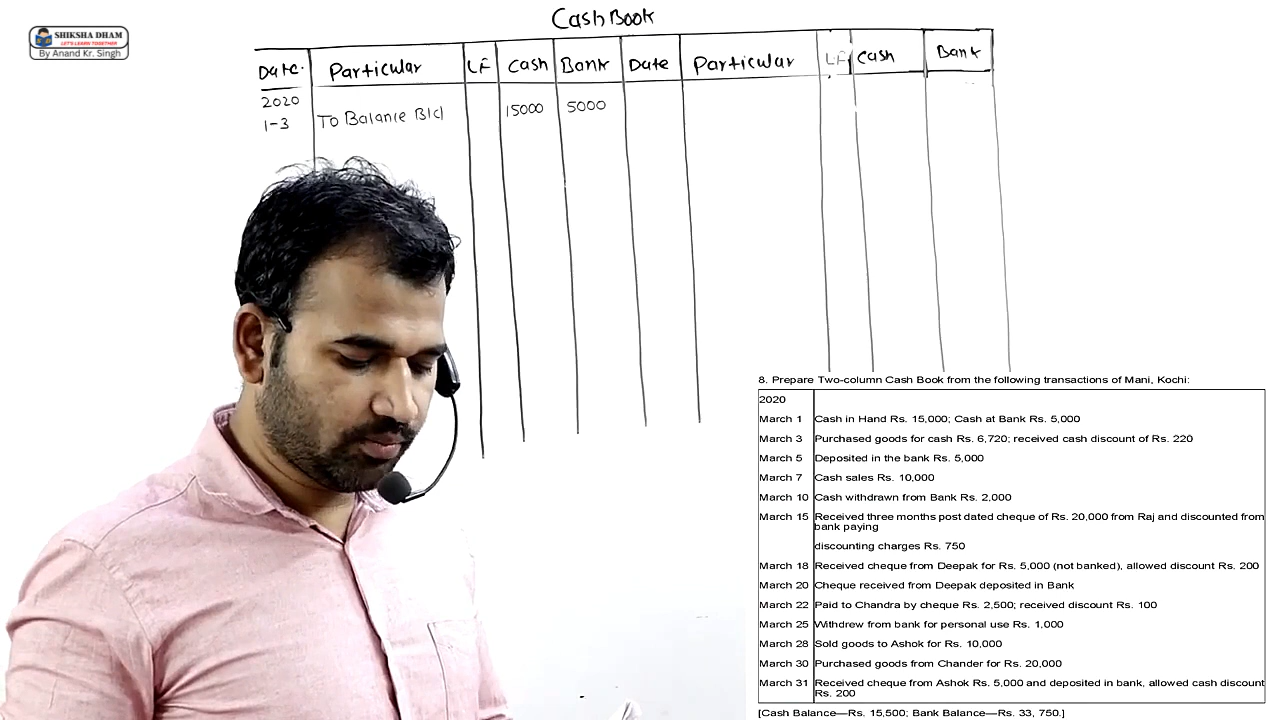 SHIKSHA DHAM
LET'S LEARN TOGETHER
By Anand Kr. Singh
Cash Book
Date. Particular LF Cash Bank Date Particular LF Cash Bank
2020
1-3 To Balance B/d 15000 5000
8. Prepare Two-column Cash Book from the following transactions of Mani, Kochi:
2020
March 1 Cash in Hand Rs. 15,000; Cash at Bank Rs. 5,000
March 3 Purchased goods for cash Rs. 6,720; received cash discount of Rs. 220
March 5 Deposited in the bank Rs. 5,000
March 7 Cash sales Rs. 10,000
March 10 Cash withdrawn from Bank Rs. 2,000
March 15 Received three months post dated cheque of Rs. 20,000 from Raj and discounted from
bank paying
discounting charges Rs. 750
March 18 Received cheque from Deepak for Rs. 5,000 (not banked), allowed discount Rs. 200
March 20 Cheque received from Deepak deposited in Bank
March 22 Paid to Chandra by cheque Rs. 2,500; received discount Rs. 100
March 25 Withdrew from bank for personal use Rs. 1,000
March 28 Sold goods to Ashok for Rs. 10,000
March 30 Purchased goods from Chander for Rs. 20,000
March 31 Received cheque from Ashok Rs. 5,000 and deposited in bank, allowed cash discount
Rs. 200
[Cash Balance—Rs. 15,500; Bank Balance—Rs. 33, 750.]